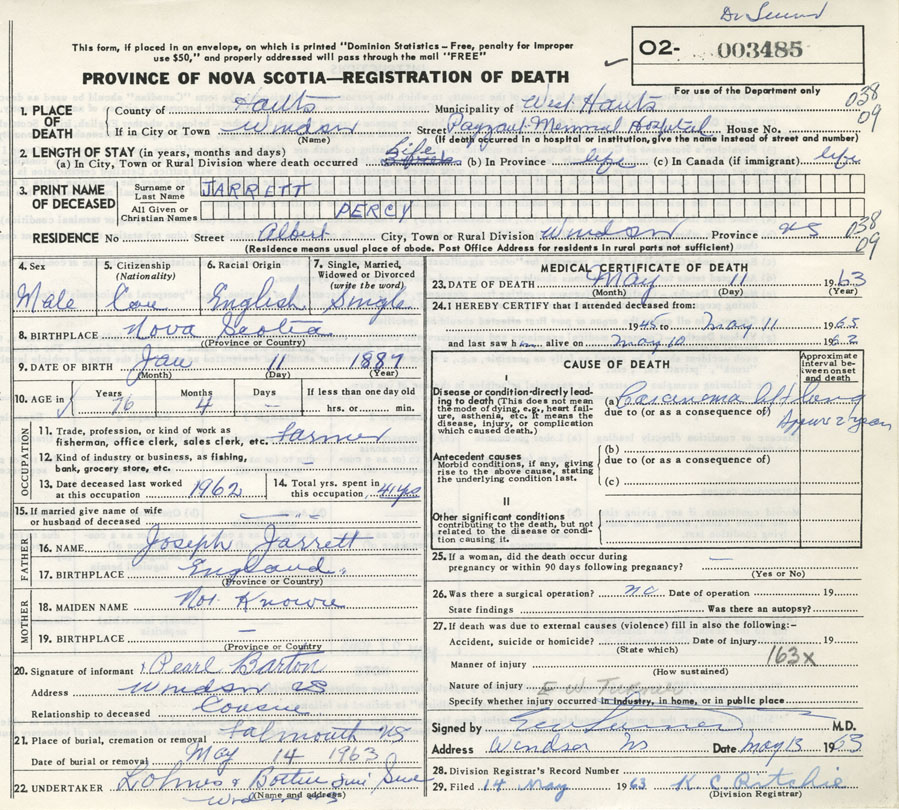 This form, if placed in an envelope, on which is printed "Dominion Statistics – Free, penalty for improper
use $50," and properly addressed will pass through the mail "FREE"
O2- 003485
PROVINCE OF NOVA SCOTIA—REGISTRATION OF DEATH
For use of the Department only
1. PLACE OF DEATH
County of Hants Municipality of West Hants 038
If in City or Town Windsor Street Payzant Memorial Hospital House No. 09
(Name) (If death occurred in a hospital or institution, give the name instead of street and number)
2. LENGTH OF STAY (in years, months and days)
(a) In City, Town or Rural Division where death occurred Life (b) In Province life (c) In Canada (if immigrant) life
3. PRINT NAME OF DECEASED
Surname or Last Name JARRETT
All Given or Christian Names PERCY
RESIDENCE No Street Albert City, Town or Rural Division Windsor Province NS 038
(Residence means usual place of abode. Post Office Address for residents in rural parts not sufficient) 09
4. Sex Male
5. Citizenship (Nationality) Can
6. Racial Origin English
7. Single, Married, Widowed or Divorced (write the word) Single
8. BIRTHPLACE Nova Scotia
(Province or Country)
9. DATE OF BIRTH Jan 11 1887
(Month) (Day) (Year)
10. AGE in Years 76 Months 4 Days – If less than one day old hrs. or min.
OCCUPATION
11. Trade, profession, or kind of work as
fisherman, office clerk, sales clerk, etc. Farmer
12. Kind of industry or business, as fishing,
bank, grocery store, etc. –
13. Date deceased last worked
at this occupation 1962
14. Total yrs. spent in
this occupation 41 yrs
15. If married give name of wife
or husband of deceased
FATHER
16. NAME Joseph Jarrett
17. BIRTHPLACE England
(Province or Country)
MOTHER
18. MAIDEN NAME Not Known
19. BIRTHPLACE –
(Province or Country)
20. Signature of informant Pearl Barton
Address Windsor NS
Relationship to deceased Cousin
21. Place of burial, cremation or removal Falmouth NS
Date of burial or removal May 14 1963
22. UNDERTAKER
(Name and address)
MEDICAL CERTIFICATE OF DEATH
23. DATE OF DEATH May 11 1963
(Month) (Day) (Year)
24. I HEREBY CERTIFY that I attended deceased from:
1945 to May 11 1963
and last saw him alive on May 10 1962
CAUSE OF DEATH
Approximate interval between onset and death
I
Disease or condition directly leading
to death (This does not mean
the mode of dying, e.g., heart failure,
asthenia, etc. It means the
disease, injury, or complication
which caused death.)
(a) Carcinoma of Lung
due to (or as a consequence of) Approx 2 years
Antecedent causes
Morbid conditions, if any, giving
rise to the above cause, stating
the underlying condition last.
(b)
due to (or as a consequence of)
(c)
II
Other significant conditions
contributing to the death, but not
related to the disease or condition
causing it.
25. If a woman, did the death occur during
pregnancy or within 90 days following pregnancy? —
(Yes or No)
26. Was there a surgical operation? no Date of operation 19
State findings Was there an autopsy?
27. If death was due to external causes (violence) fill in also the following:–
Accident, suicide or homicide? Date of injury 19
(State which)
Manner of injury 163x
(How sustained)
Nature of injury E W Turner
Specify whether injury occurred in industry, in home, or in public place
Signed by M.D.
Address Windsor NS Date May 13 1963
28. Division Registrar's Record Number
29. Filed 14 May 1963 K C Ritchie
(Division Registrar)